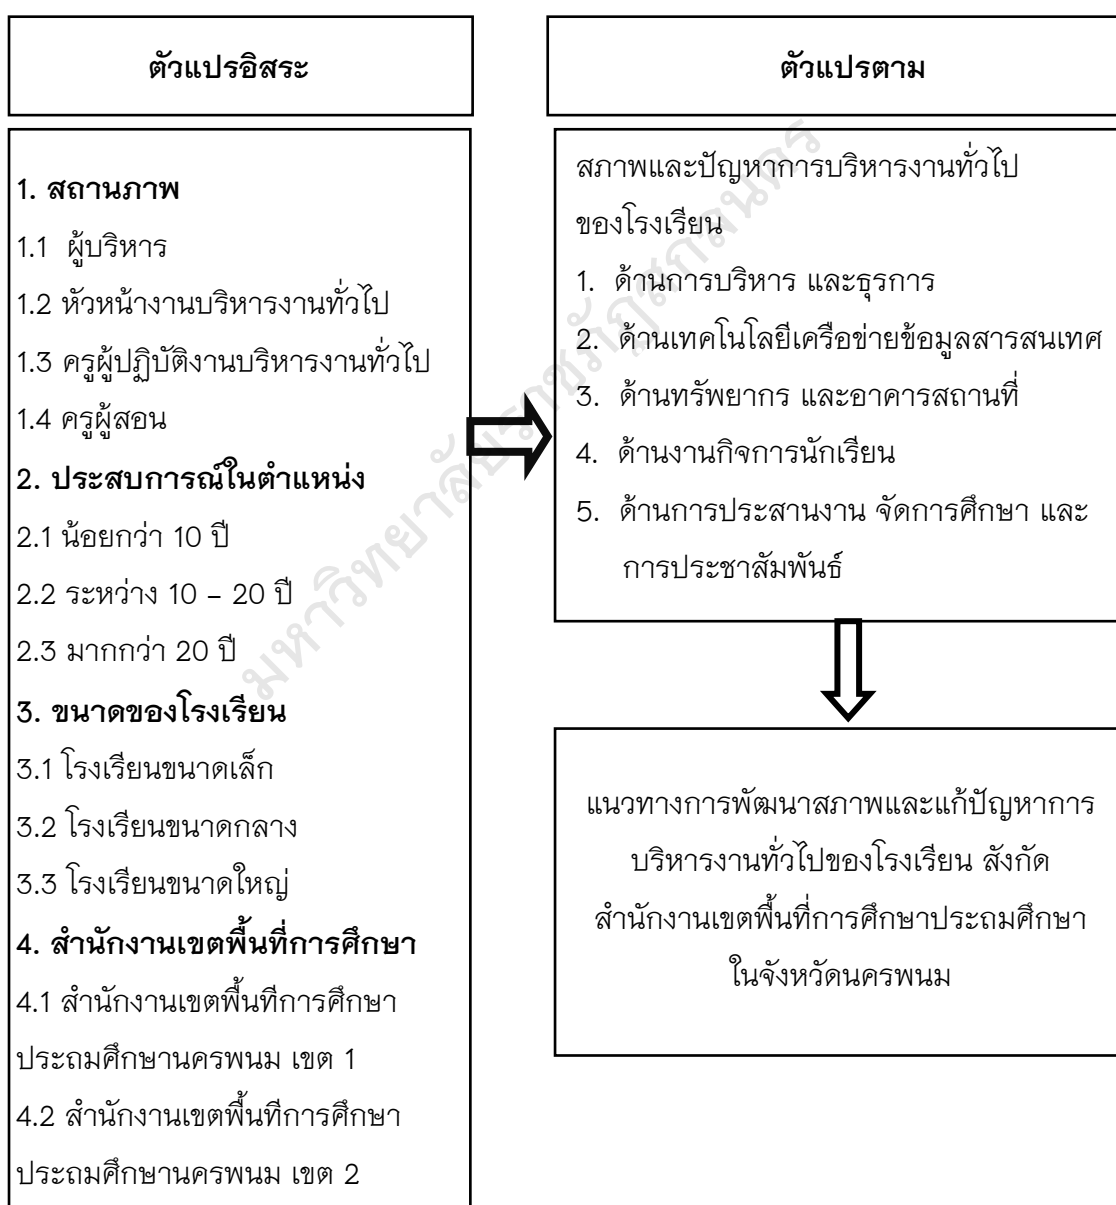 ตัวแปรอิสระ
1. สถานภาพ
1.1 ผู้บริหาร
1.2 หัวหน้างานบริหารงานทั่วไป
1.3 ครูผู้ปฏิบัติงานบริหารงานทั่วไป
1.4 ครูผู้สอน
2. ประสบการณ์ในตำแหน่ง
2.1 น้อยกว่า 10 ปี
2.2 ระหว่าง 10 – 20 ปี
2.3 มากกว่า 20 ปี
3. ขนาดของโรงเรียน
3.1 โรงเรียนขนาดเล็ก
3.2 โรงเรียนขนาดกลาง
3.3 โรงเรียนขนาดใหญ่
4. สำนักงานเขตพื้นที่การศึกษา
4.1 สำนักงานเขตพื้นทีการศึกษา
ประถมศึกษานครพนม เขต 1
4.2 สำนักงานเขตพื้นทีการศึกษา
ประถมศึกษานครพนม เขต 2
ตัวแปรตาม
สภาพและปัญหาการบริหารงานทั่วไป
ของโรงเรียน
1. ด้านการบริหาร และธุรการ
2. ด้านเทคโนโลยีเครือข่ายข้อมูลสารสนเทศ
3. ด้านทรัพยากร และอาคารสถานที่
4. ด้านงานกิจการนักเรียน
5. ด้านการประสานงาน จัดการศึกษา และ
การประชาสัมพันธ์
แนวทางการพัฒนาสภาพและแก้ปัญหาการ
บริหารงานทั่วไปของโรงเรียน สังกัด
สำนักงานเขตพื้นที่การศึกษาประถมศึกษา
ในจังหวัดนครพนม
มหาวิทยาลัยราชภัฏสกลนคร